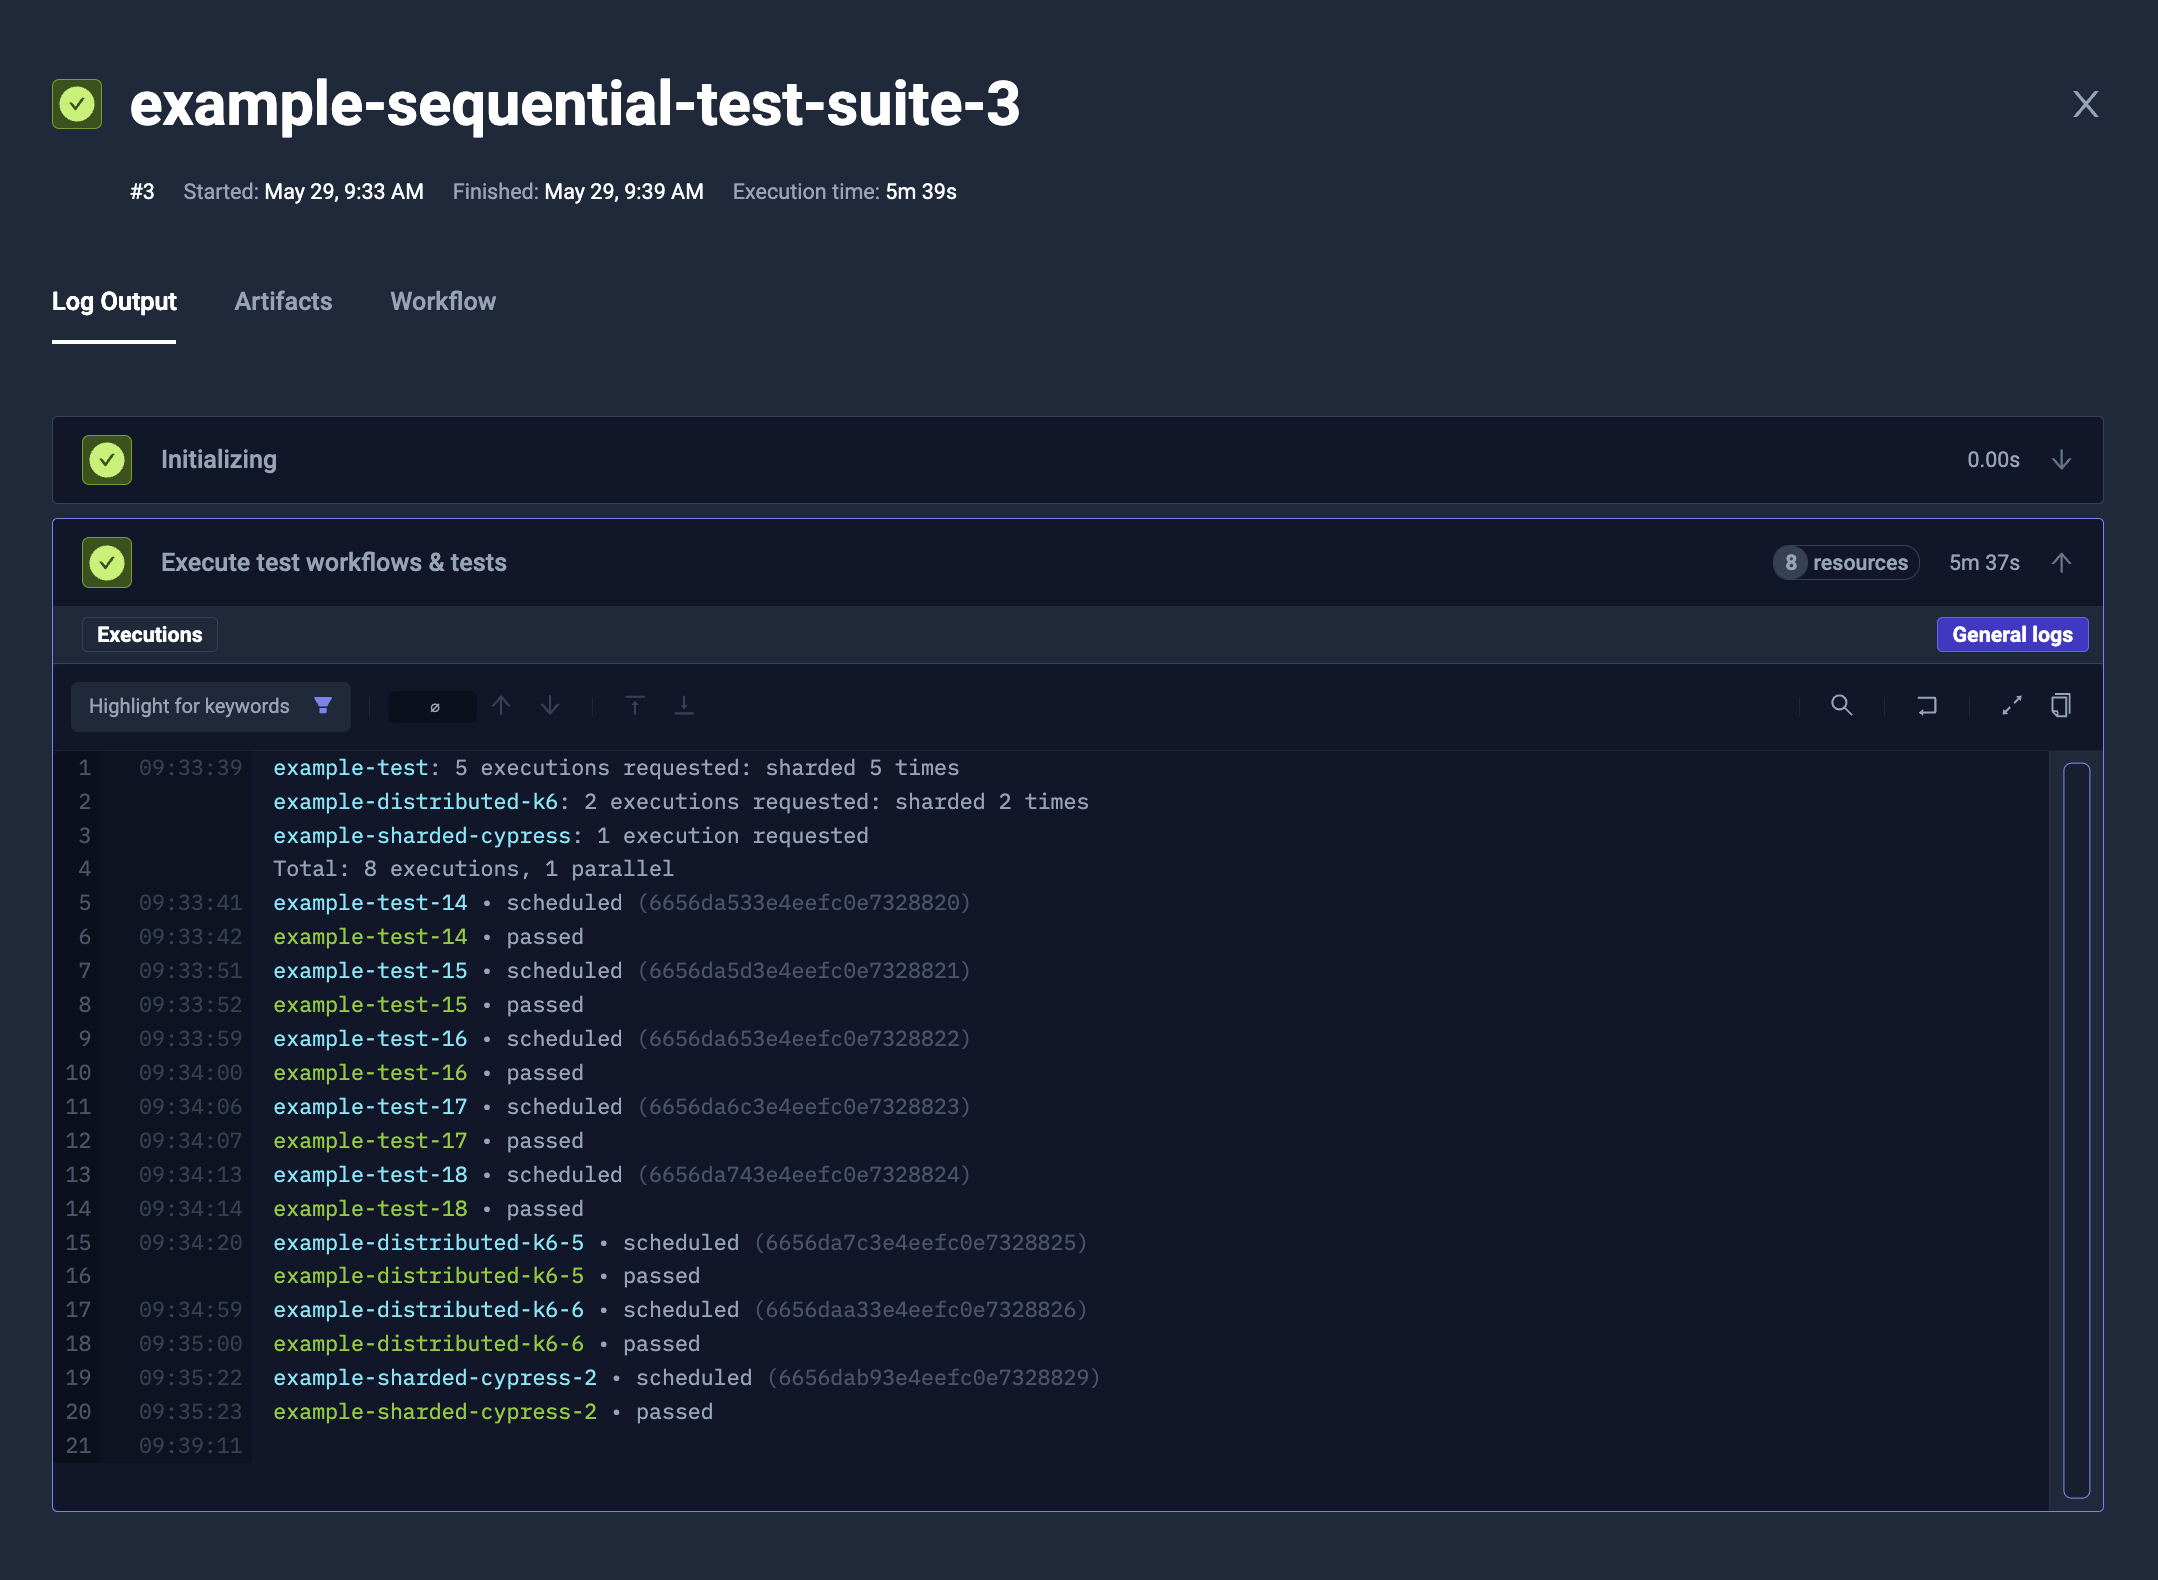 example-sequential-test-suite-3
X
#3 Started: May 29, 9:33 AM Finished: May 29, 9:39 AM Execution time: 5m 39s
Log Output Artifacts Workflow
Initializing 0.00s
Execute test workflows & tests 8 resources 5m 37s
Executions General logs
Highlight for keywords ∅
1 09:33:39 example-test: 5 executions requested: sharded 5 times
2 example-distributed-k6: 2 executions requested: sharded 2 times
3 example-sharded-cypress: 1 execution requested
4 Total: 8 executions, 1 parallel
5 09:33:41 example-test-14 • scheduled (6656da533e4eefc0e7328820)
6 09:33:42 example-test-14 • passed
7 09:33:51 example-test-15 • scheduled (6656da5d3e4eefc0e7328821)
8 09:33:52 example-test-15 • passed
9 09:33:59 example-test-16 • scheduled (6656da653e4eefc0e7328822)
10 09:34:00 example-test-16 • passed
11 09:34:06 example-test-17 • scheduled (6656da6c3e4eefc0e7328823)
12 09:34:07 example-test-17 • passed
13 09:34:13 example-test-18 • scheduled (6656da743e4eefc0e7328824)
14 09:34:14 example-test-18 • passed
15 09:34:20 example-distributed-k6-5 • scheduled (6656da7c3e4eefc0e7328825)
16 example-distributed-k6-5 • passed
17 09:34:59 example-distributed-k6-6 • scheduled (6656daa33e4eefc0e7328826)
18 09:35:00 example-distributed-k6-6 • passed
19 09:35:22 example-sharded-cypress-2 • scheduled (6656dab93e4eefc0e7328829)
20 09:35:23 example-sharded-cypress-2 • passed
21 09:39:11